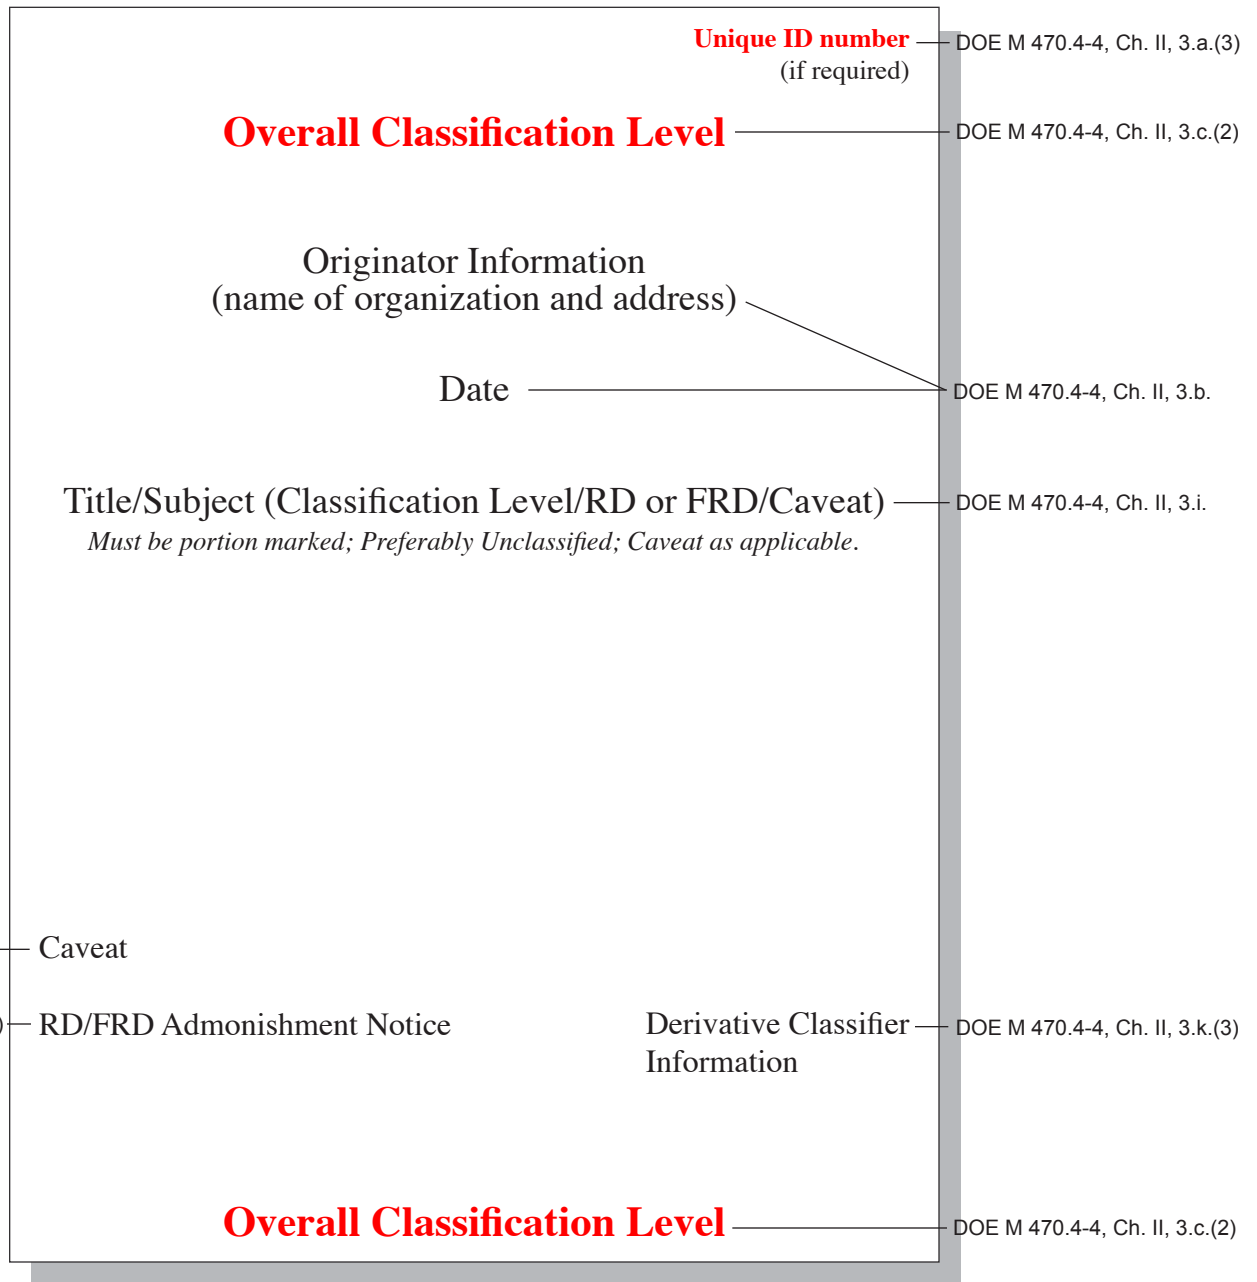 Unique ID number DOE M 470.4-4, Ch. II, 3.a.(3)
(if required)
Overall Classification Level DOE M 470.4-4, Ch. II, 3.c.(2)
Originator Information
(name of organization and address)
Date DOE M 470.4-4, Ch. II, 3.b.
Title/Subject (Classification Level/RD or FRD/Caveat) DOE M 470.4-4, Ch. II, 3.i.
Must be portion marked; Preferably Unclassified; Caveat as applicable.
Caveat
) RD/FRD Admonishment Notice Derivative Classifier DOE M 470.4-4, Ch. II, 3.k.(3)
Information
Overall Classification Level DOE M 470.4-4, Ch. II, 3.c.(2)